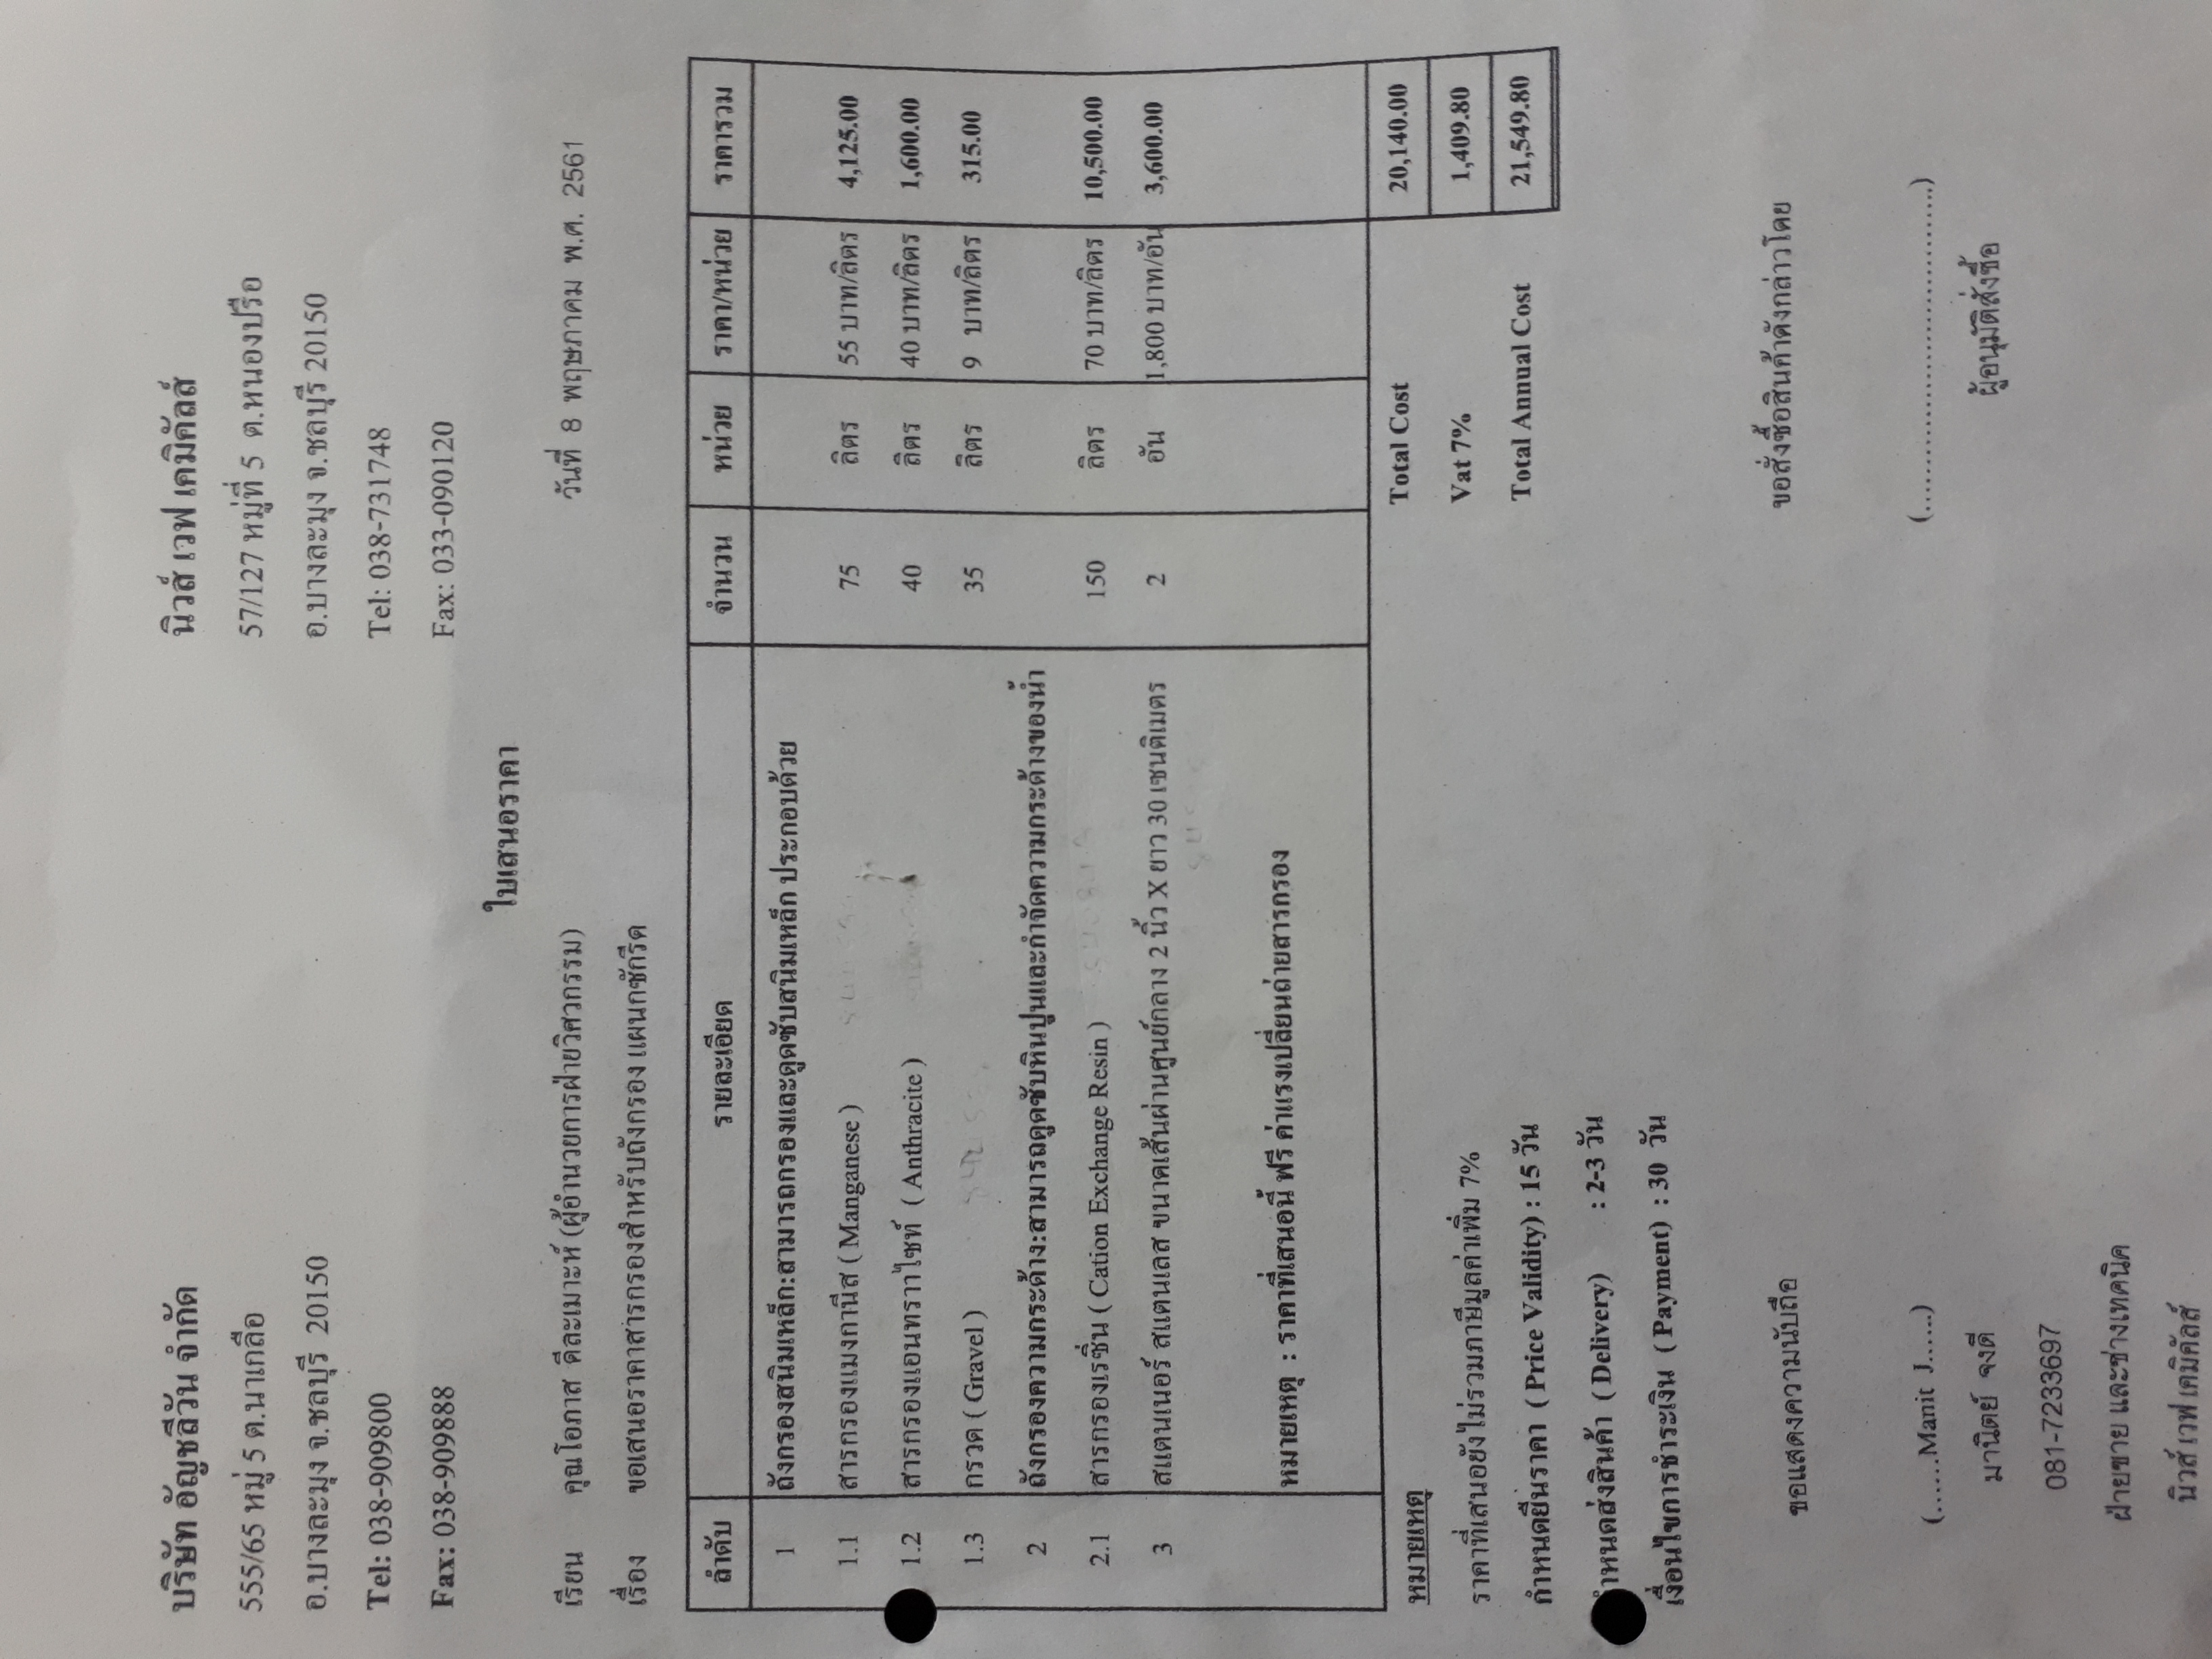 บริษัท อัญชลีวัน จำกัด
555/65 หมู่ 5 ต.นาเกลือ
อ.บางละมุง จ.ชลบุรี 20150
Tel: 038-909800
Fax: 038-909888
นิวส์ เวฟ เคมิคัลส์
57/127 หมู่ที่ 5 ต.หนองปรือ
อ.บางละมุง จ.ชลบุรี 20150
Tel: 038-731748
Fax: 033-090120
ใบเสนอราคา
เรียน คุณโอภาส ดีละเมาะห์ (ผู้อำนวยการฝ่ายวิศวกรรม) วันที่ 8 พฤษภาคม พ.ศ. 2561
เรื่อง ขอเสนอราคาสารกรองสำหรับถังกรอง แผนกซักรีด
ลำดับ รายละเอียด จำนวน หน่วย ราคา/หน่วย ราคารวม
1 ถังกรองสนิมเหล็ก:สามารถกรองและดูดซับสนิมเหล็ก ประกอบด้วย
1.1 สารกรองแมงกานีส ( Manganese ) 75 ลิตร 55 บาท/ลิตร 4,125.00
1.2 สารกรองแอนทราาไซท์ ( Anthracite ) 40 ลิตร 40 บาท/ลิตร 1,600.00
1.3 กรวด ( Gravel ) 35 ลิตร 9 บาท/ลิตร 315.00
2 ถังกรองความกระด้าง:สามารถดูดซับหินปูนและกำจัดความกระด้างของน้ำ
2.1 สารกรองเรซิ่น ( Cation Exchange Resin ) 150 ลิตร 70 บาท/ลิตร 10,500.00
3 สแตนเนอร์ สแตนเลส ขนาดเส้นผ่านศูนย์กลาง 2 นิ้ว X ยาว 30 เซนติเมตร 2 อัน 1,800 บาท/อัน 3,600.00
หมายเหตุ : ราคาที่เสนอนี้ ฟรี ค่าแรงเปลี่ยนถ่ายสารกรอง
Total Cost 20,140.00
Vat 7% 1,409.80
Total Annual Cost 21,549.80
หมายเหตุ
ราคาที่เสนอยังไม่รวมภาษีมูลค่าเพิ่ม 7%
กำหนดยืนราคา ( Price Validity) : 15 วัน
กำหนดส่งสินค้า ( Delivery) : 2-3 วัน
เงื่อนไขการชำระเงิน ( Payment) : 30 วัน
ขอแสดงความนับถือ
(......Manit J......)
มานิตย์ จงดี
081-7233697
ฝ่ายขาย และช่างเทคนิค
นิวส์ เวฟ เคมิคัลส์
ขอสั่งซื้อสินค้าดังกล่าวโดย
(...................................)
ผู้อนุมัติสั่งซื้อ